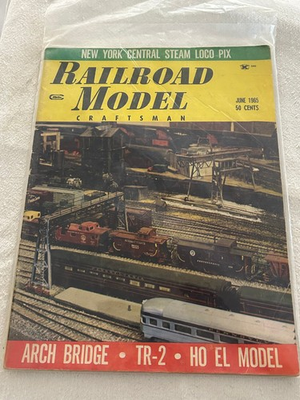 NEW YORK CENTRAL STEAM LOCO PIX
RAILROAD
MODEL
CRAFTSMAN
JUNE 1965
50 CENTS
ARCH BRIDGE • TR-2 • HO EL MODEL